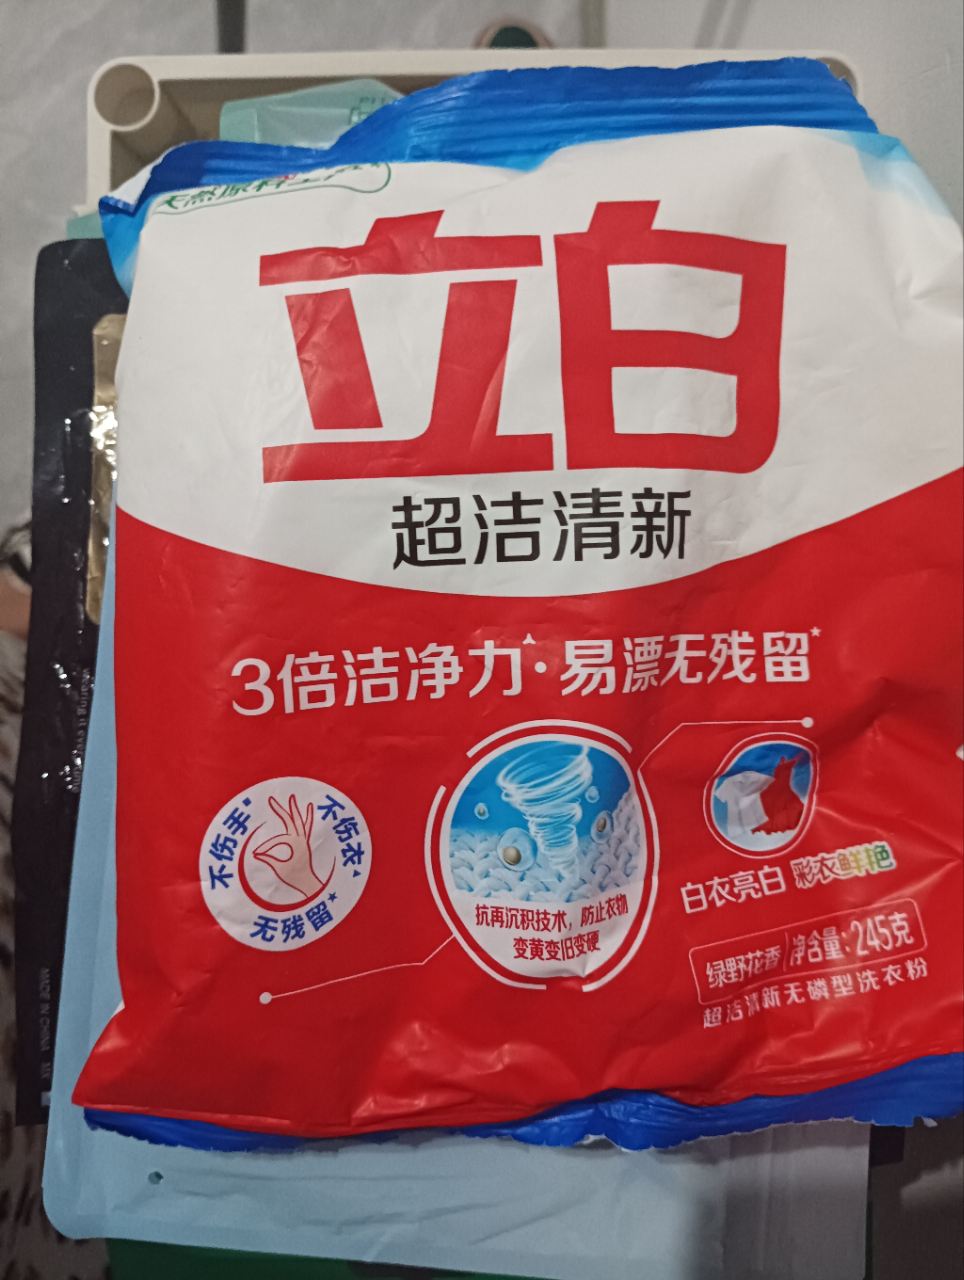 立白
超洁清新
3倍洁净力·易漂无残留*
不伤手* 不伤衣
无残留*
抗再沉积技术，防止衣物
变黄变旧变硬
白衣亮白 彩衣鲜艳
绿野花香 净含量：245克
超洁清新无磷型洗衣粉
MADE IN CHINA